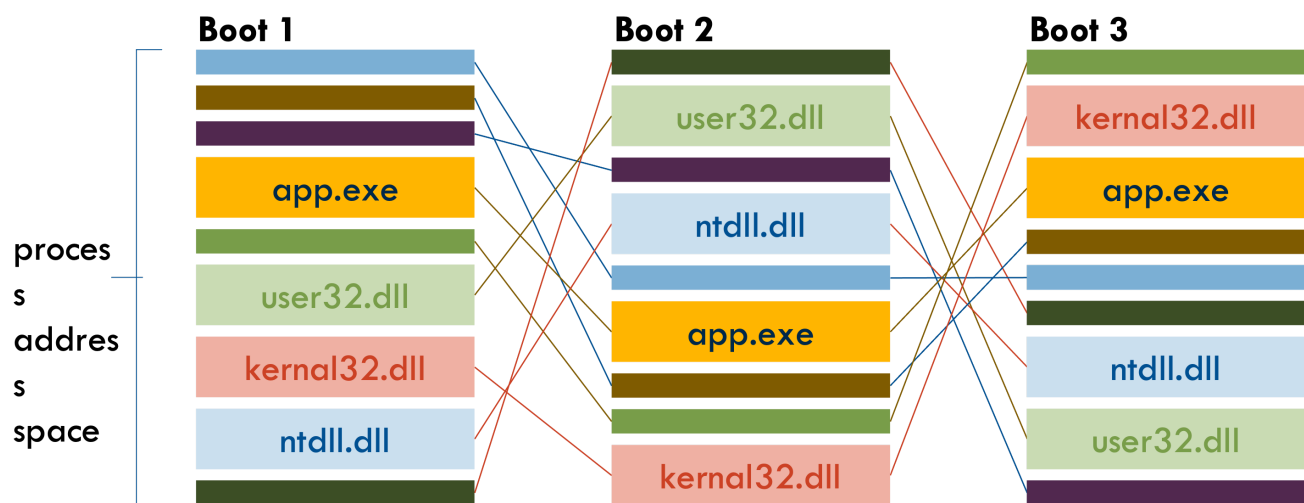 Boot 1
Boot 2
Boot 3
proces
s
addres
s
space
app.exe
user32.dll
kernal32.dll
ntdll.dll
user32.dll
ntdll.dll
app.exe
kernal32.dll
kernal32.dll
app.exe
ntdll.dll
user32.dll